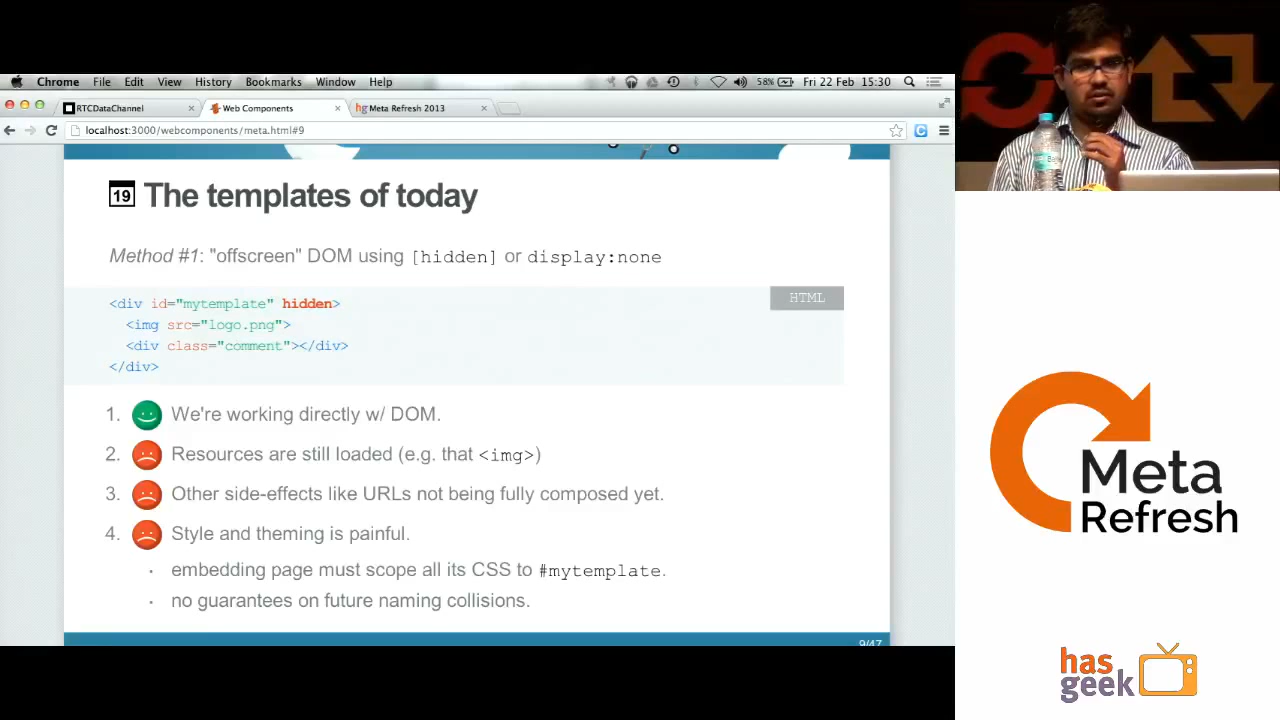 Chrome File Edit View History Bookmarks Window Help 58% Fri 22 Feb 15:30
RTCDataChannel Web Components hg Meta Refresh 2013
localhost:3000/webcomponents/meta.html#9
19 The templates of today
Method #1: "offscreen" DOM using [hidden] or display:none
HTML
<div id="mytemplate" hidden>
<img src="logo.png">
<div class="comment"></div>
</div>
1. We're working directly w/ DOM.
2. Resources are still loaded (e.g. that <img>)
3. Other side-effects like URLs not being fully composed yet.
4. Style and theming is painful.
· embedding page must scope all its CSS to #mytemplate.
· no guarantees on future naming collisions.
9/47
Meta
Refresh
has
geek